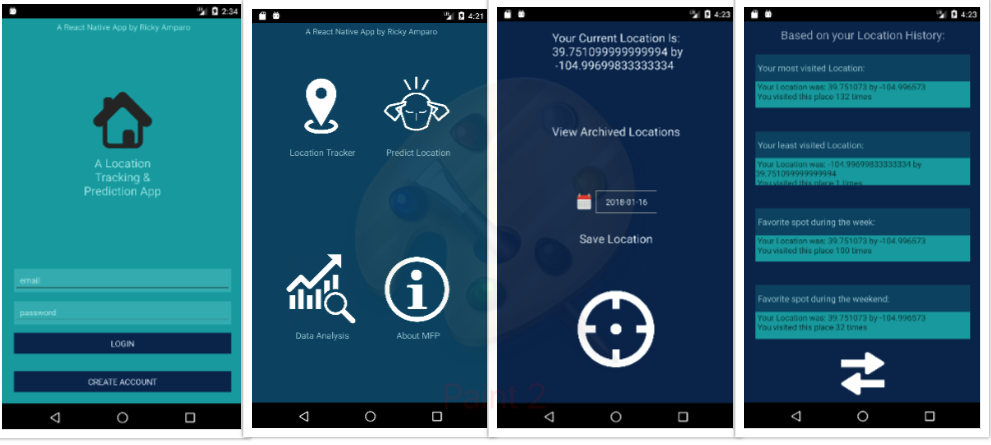 2:34
A React Native App by Ricky Amparo
A Location
Tracking &
Prediction App
email
password
LOGIN
CREATE ACCOUNT
4:21
A React Native App by Ricky Amparo
Location Tracker
Predict Location
Data Analysis
About MFP
4:23
Your Current Location Is:
39.751099999999994 by
-104.99699833333334
View Archived Locations
2018-01-16
Save Location
4:23
Based on your Location History:
Your most visited Location:
Your Location was: 39.751073 by -104.996573
You visited this place 132 times
Your least visited Location:
Your Location was: -104.99699833333334 by
39.751099999999994
You visited this place 1 times
Favorite spot during the week:
Your Location was: 39.751073 by -104.996573
You visited this place 100 times
Favorite spot during the weekend:
Your Location was: 39.751073 by -104.996573
You visited this place 32 times
Paint 2